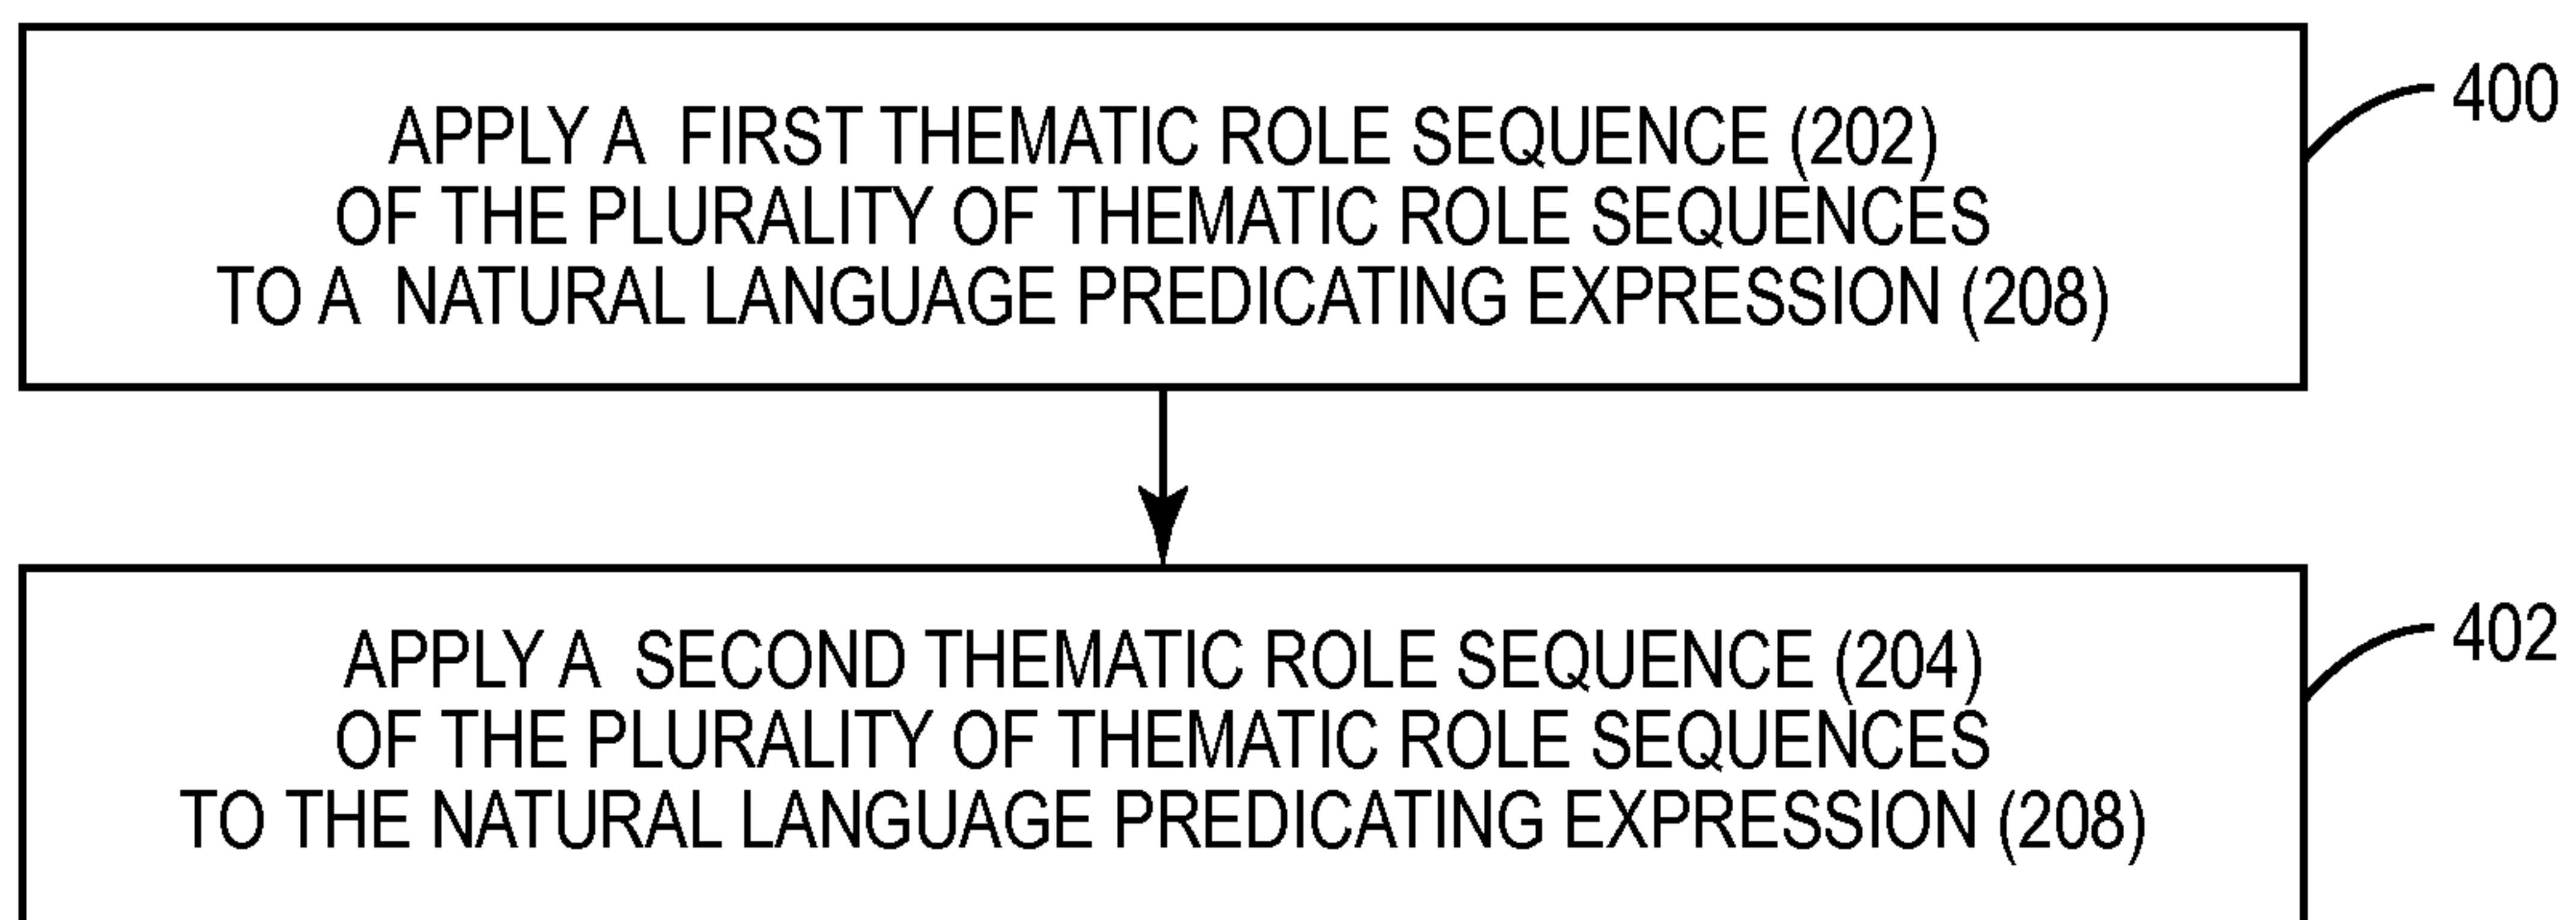 APPLY A FIRST THEMATIC ROLE SEQUENCE (202)
OF THE PLURALITY OF THEMATIC ROLE SEQUENCES
TO A NATURAL LANGUAGE PREDICATING EXPRESSION (208)
400
APPLY A SECOND THEMATIC ROLE SEQUENCE (204)
OF THE PLURALITY OF THEMATIC ROLE SEQUENCES
TO THE NATURAL LANGUAGE PREDICATING EXPRESSION (208)
402